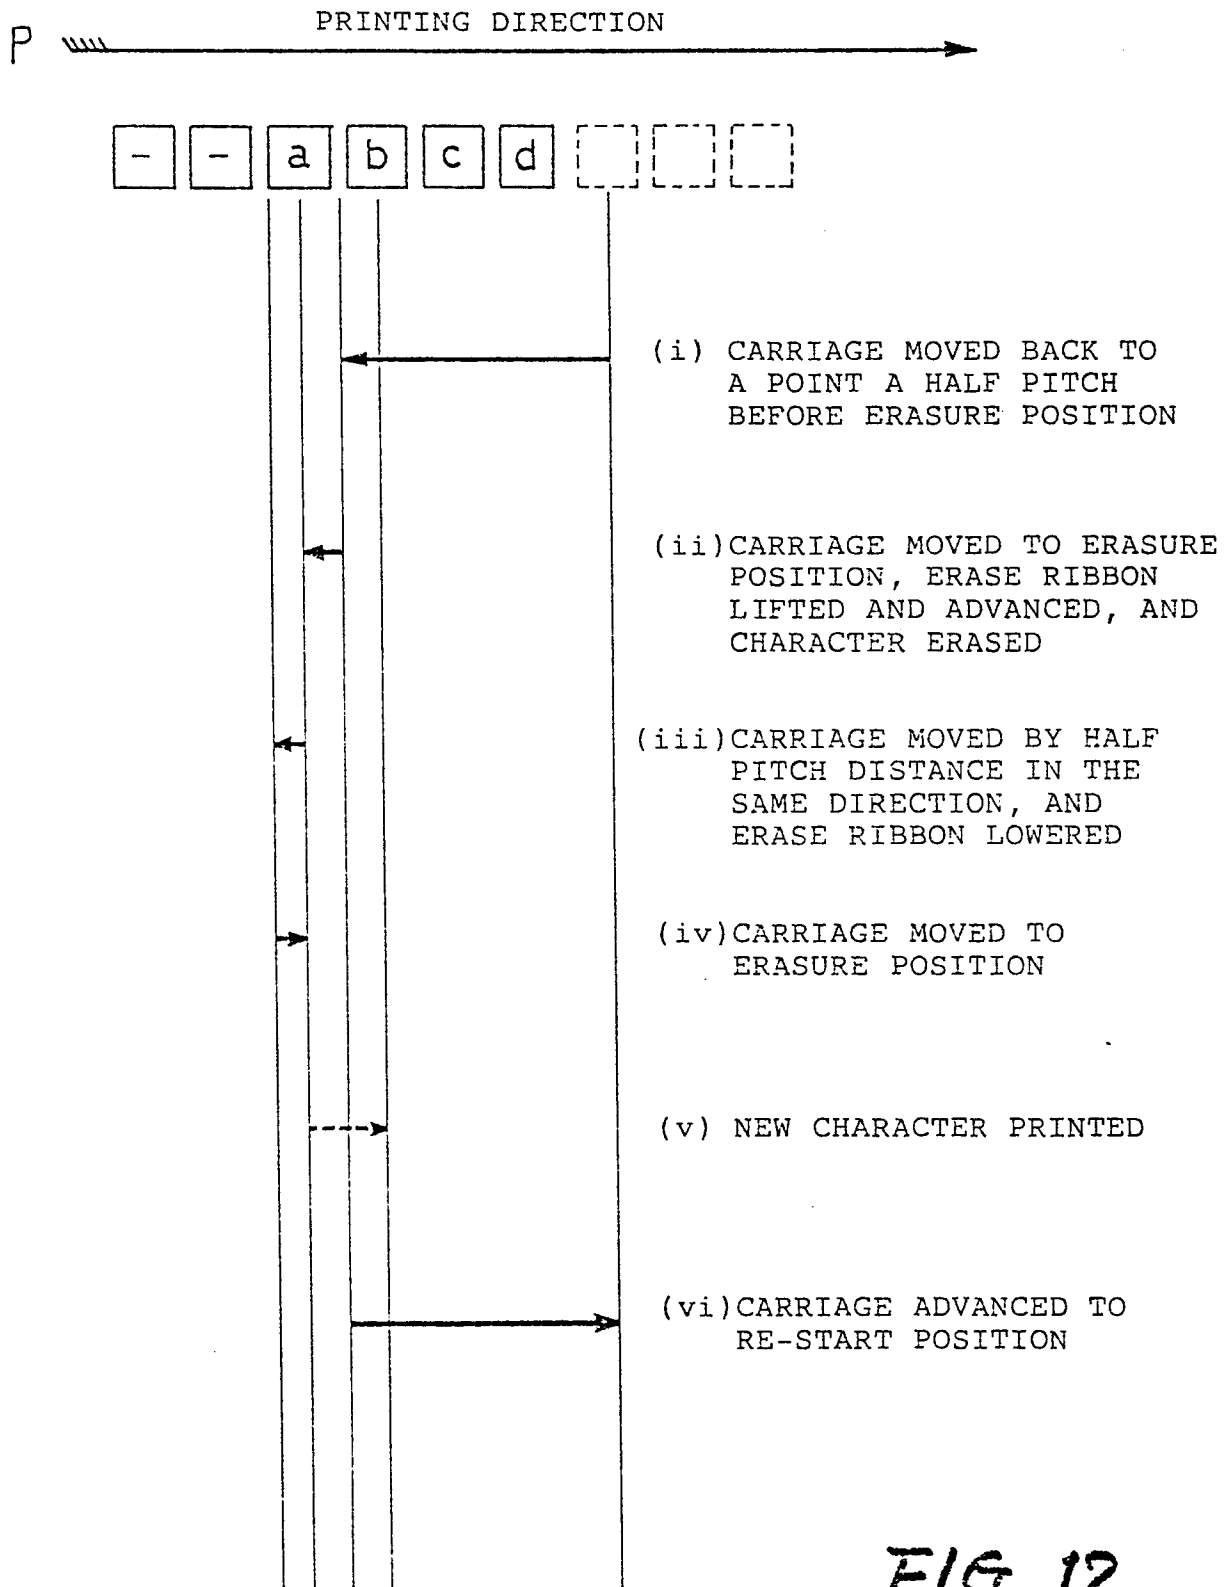 PRINTING DIRECTION
P
- - a b c d
(i) CARRIAGE MOVED BACK TO
A POINT A HALF PITCH
BEFORE ERASURE POSITION
(ii) CARRIAGE MOVED TO ERASURE
POSITION, ERASE RIBBON
LIFTED AND ADVANCED, AND
CHARACTER ERASED
(iii) CARRIAGE MOVED BY HALF
PITCH DISTANCE IN THE
SAME DIRECTION, AND
ERASE RIBBON LOWERED
(iv) CARRIAGE MOVED TO
ERASURE POSITION
(v) NEW CHARACTER PRINTED
(vi) CARRIAGE ADVANCED TO
RE-START POSITION
FIG. 12